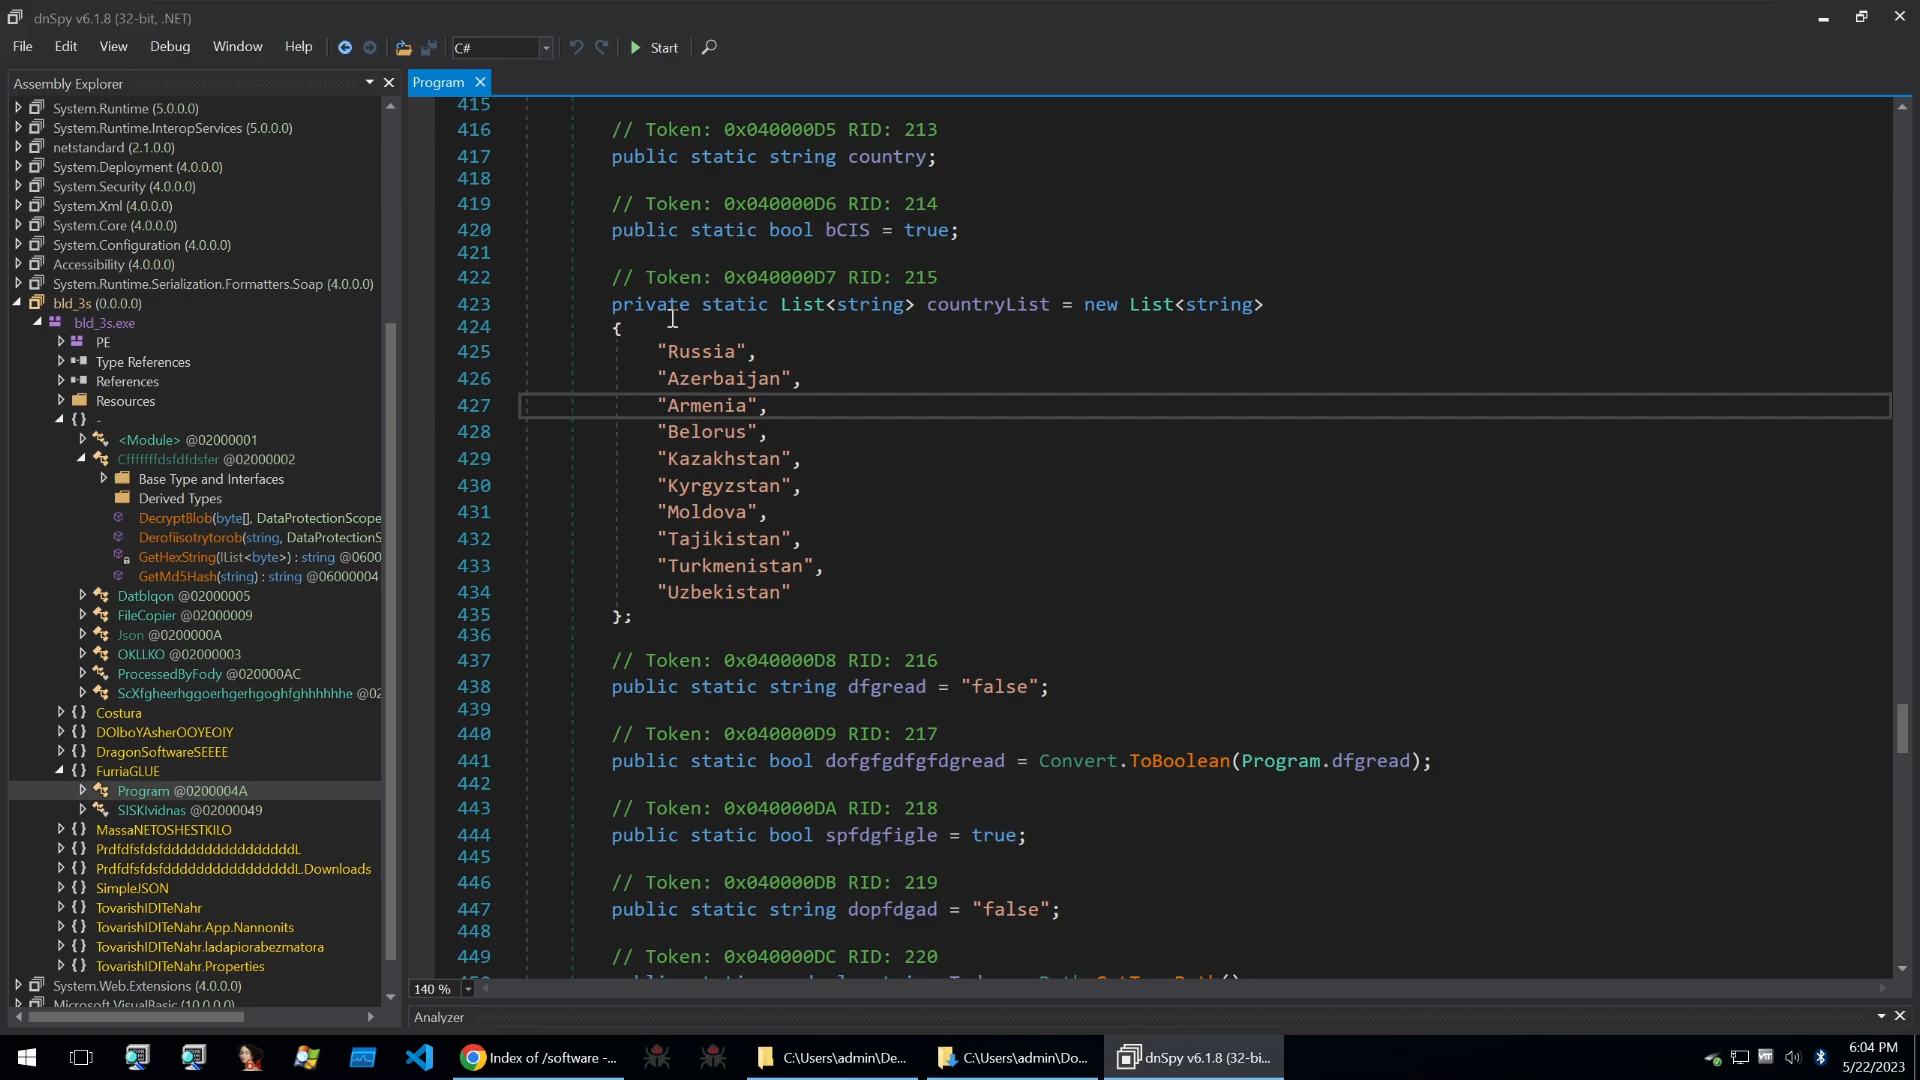 dnSpy v6.1.8 (32-bit, .NET)
File Edit View Debug Window Help C# Start
Assembly Explorer
System.Runtime (5.0.0.0)
System.Runtime.InteropServices (5.0.0.0)
netstandard (2.1.0.0)
System.Deployment (4.0.0.0)
System.Security (4.0.0.0)
System.Xml (4.0.0.0)
System.Core (4.0.0.0)
System.Configuration (4.0.0.0)
Accessibility (4.0.0.0)
System.Runtime.Serialization.Formatters.Soap (4.0.0.0)
bld_3s (0.0.0.0)
bld_3s.exe
PE
Type References
References
Resources
{} -
<Module> @02000001
Cfffffffdsfdfdsfer @02000002
Base Type and Interfaces
Derived Types
DecryptBlob(byte[], DataProtectionScope
Derofiisotrytorob(string, DataProtectionS
GetHexString(IList<byte>) : string @0600
GetMd5Hash(string) : string @06000004
Datblqon @02000005
FileCopier @02000009
Json @0200000A
OKLLKO @02000003
ProcessedByFody @020000AC
ScXfgheerhggoerhgerhgoghfghhhhhhe @02
{} Costura
{} DOlboYAsherOOYEOIY
{} DragonSoftwareSEEEE
{} FurriaGLUE
Program @0200004A
SISKIvidnas @02000049
{} MassaNETOSHESTKILO
{} PrdfdfsfdsfdddddddddddddddL
{} PrdfdfsfdsfdddddddddddddddL.Downloads
{} SimpleJSON
{} TovarishIDITeNahr
{} TovarishIDITeNahr.App.Nannonits
{} TovarishIDITeNahr.ladapiorabezmatora
{} TovarishIDITeNahr.Properties
System.Web.Extensions (4.0.0.0)
Microsoft.VisualBasic (10.0.0.0)
Program
415
416 // Token: 0x040000D5 RID: 213
417 public static string country;
418
419 // Token: 0x040000D6 RID: 214
420 public static bool bCIS = true;
421
422 // Token: 0x040000D7 RID: 215
423 private static List<string> countryList = new List<string>
424 {
425 "Russia",
426 "Azerbaijan",
427 "Armenia",
428 "Belorus",
429 "Kazakhstan",
430 "Kyrgyzstan",
431 "Moldova",
432 "Tajikistan",
433 "Turkmenistan",
434 "Uzbekistan"
435 };
436
437 // Token: 0x040000D8 RID: 216
438 public static string dfgread = "false";
439
440 // Token: 0x040000D9 RID: 217
441 public static bool dofgfgdfgfdgread = Convert.ToBoolean(Program.dfgread);
442
443 // Token: 0x040000DA RID: 218
444 public static bool spfdgfigle = true;
445
446 // Token: 0x040000DB RID: 219
447 public static string dopfdgad = "false";
448
449 // Token: 0x040000DC RID: 220
140 %
Analyzer
Index of /software -...
C:\Users\admin\De...
C:\Users\admin\Do...
dnSpy v6.1.8 (32-bi...
6:04 PM
5/22/2023